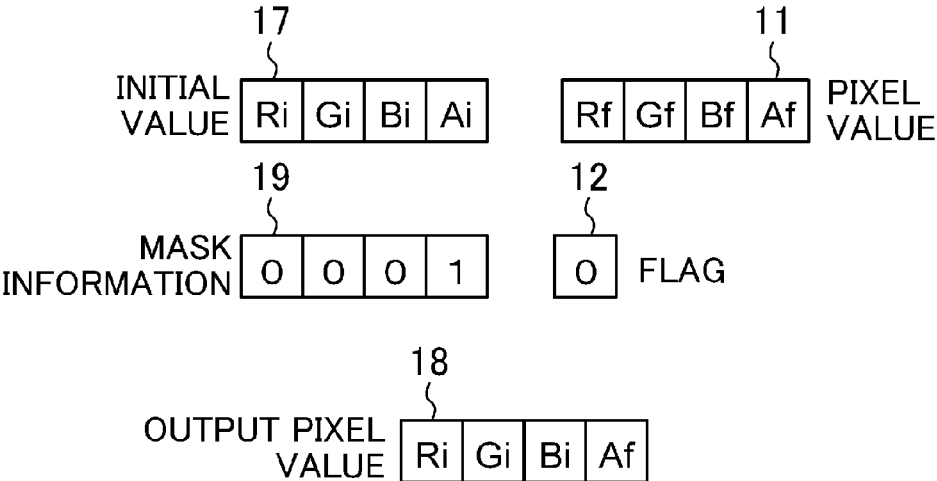 17
11
INITIAL
VALUE
Ri Gi Bi Ai
Rf Gf Bf Af
PIXEL
VALUE
19
12
MASK
INFORMATION
0 0 0 1
0
FLAG
18
OUTPUT PIXEL
VALUE
Ri Gi Bi Af